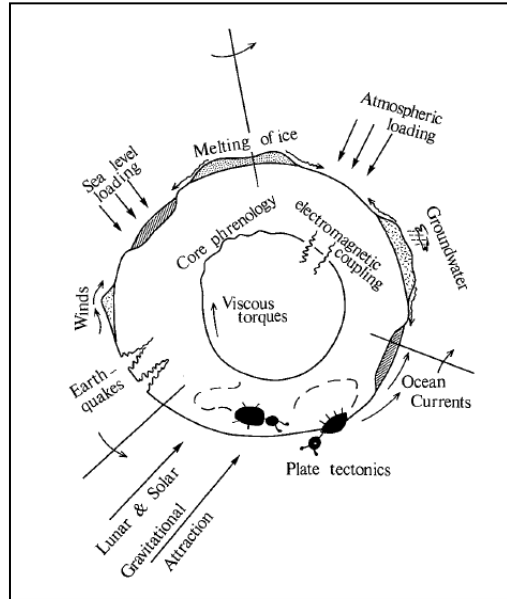 Melting of ice
Atmospheric
loading
Sea level
loading
Core phrenology
electromagnetic
coupling
Groundwater
Winds
Viscous
torques
Earth-
quakes
Ocean
Currents
Plate tectonics
Lunar & Solar
Gravitational
Attraction